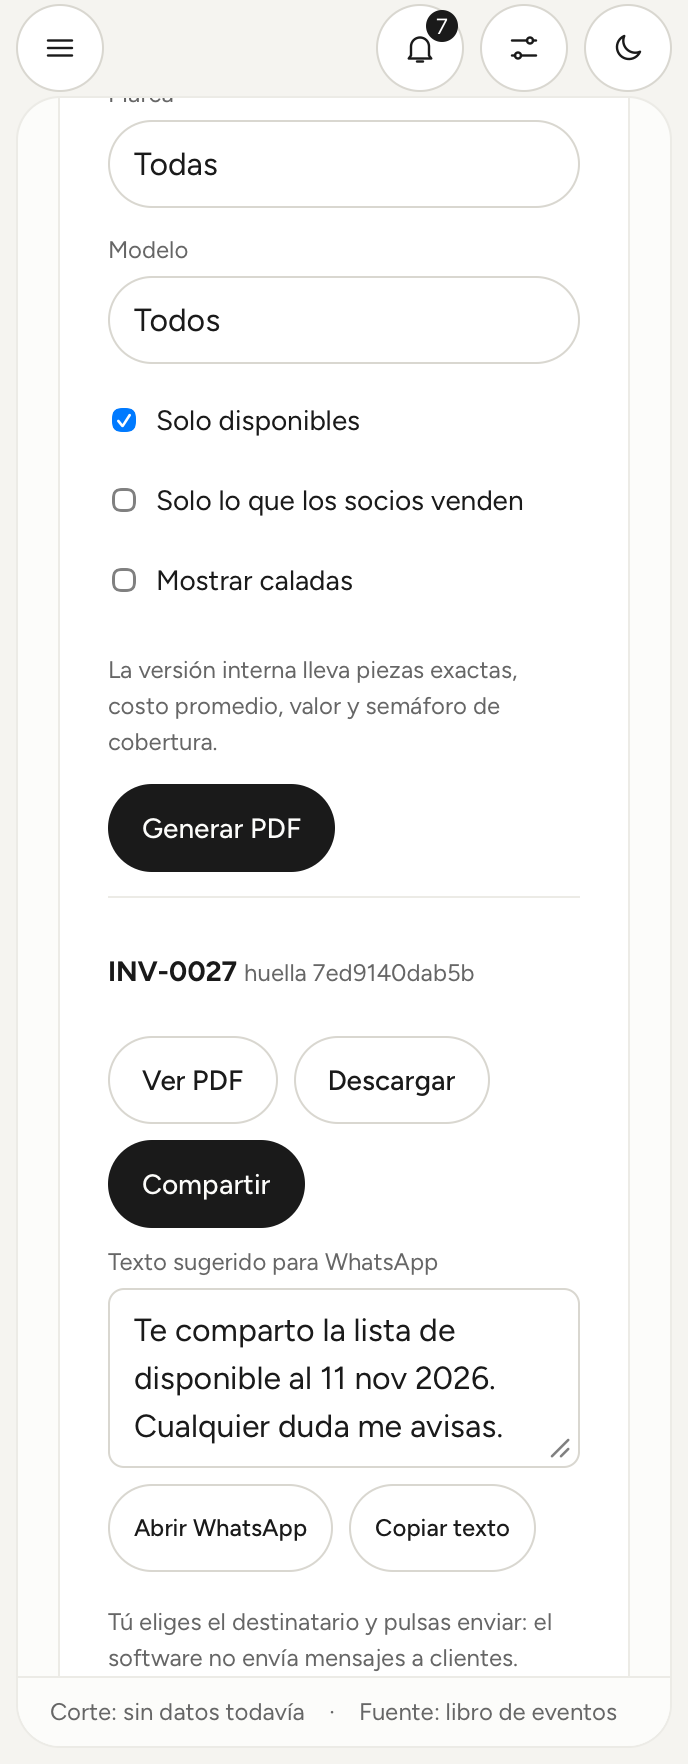 7
Marca
Todas
Modelo
Todos
Solo disponibles
Solo lo que los socios venden
Mostrar caladas
La versión interna lleva piezas exactas,
costo promedio, valor y semáforo de
cobertura.
Generar PDF
INV-0027 huella 7ed9140dab5b
Ver PDF
Descargar
Compartir
Texto sugerido para WhatsApp
Te comparto la lista de
disponible al 11 nov 2026.
Cualquier duda me avisas.
Abrir WhatsApp
Copiar texto
Tú eliges el destinatario y pulsas enviar: el
software no envía mensajes a clientes.
Corte: sin datos todavía · Fuente: libro de eventos